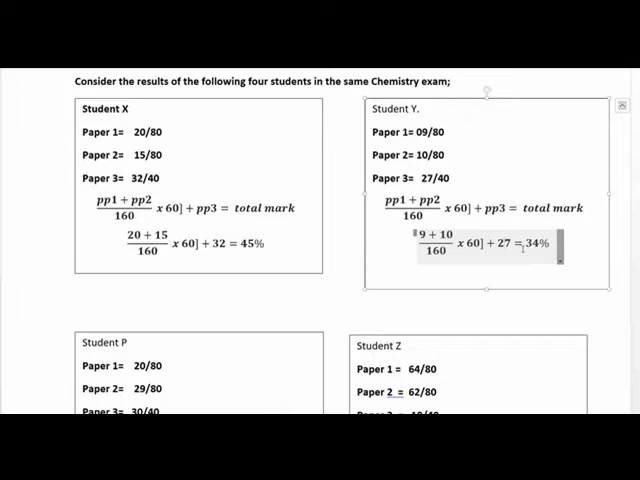 Consider the results of the following four students in the same Chemistry exam;
Student X
Paper 1= 20/80
Paper 2= 15/80
Paper 3= 32/40
pp1 + pp2
160
x 60] + pp3 = total mark
20 + 15
160
x 60] + 32 = 45%
Student Y.
Paper 1= 09/80
Paper 2= 10/80
Paper 3= 27/40
pp1 + pp2
160
x 60] + pp3 = total mark
9 + 10
160
x 60] + 27 = 34%
Student P
Paper 1= 20/80
Paper 2= 29/80
Paper 3= 30/40
Student Z
Paper 1 = 64/80
Paper 2 = 62/80